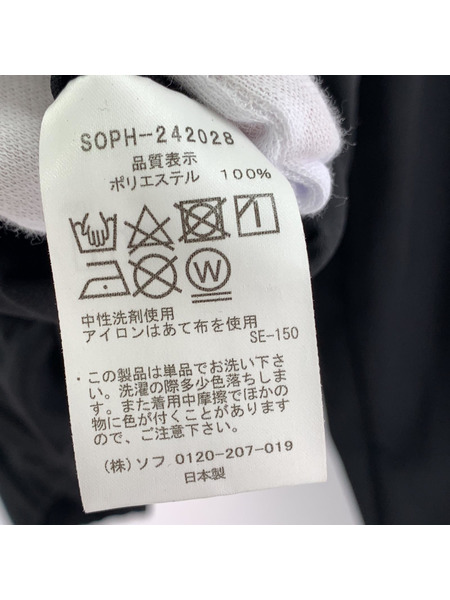 SOPH-242028
品質表示
ポリエステル 100%
W
中性洗剤使用
アイロンはあて布を使用
SE-150
・この製品は単品でお洗い下さ
い。洗濯の際多少色落ちしま
す。また着用中摩擦でほかの
物に色が付くことがあります
ので、ご注意下さい。
(株)ソフ 0120-207-019
日本製